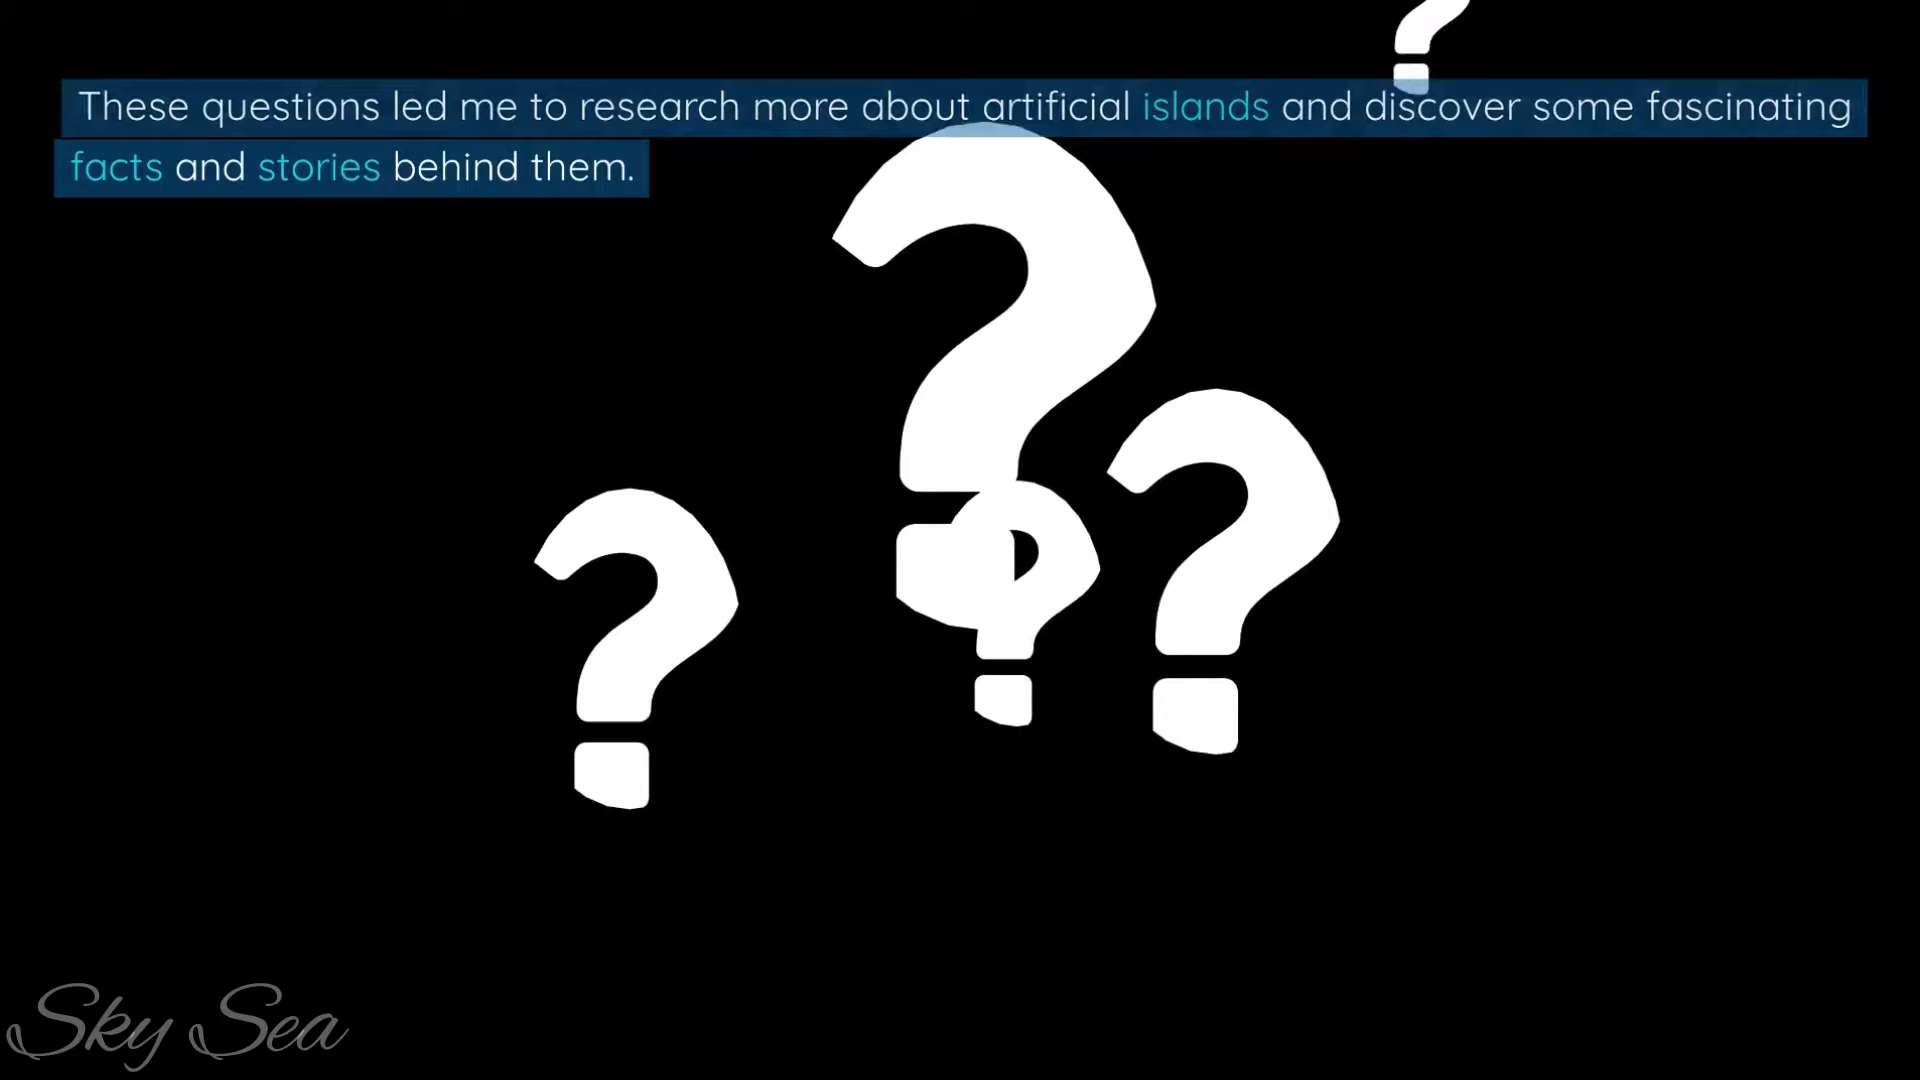 These questions led me to research more about artificial islands and discover some fascinating
facts and stories behind them.
?
?
?
?
?
Sky Sea